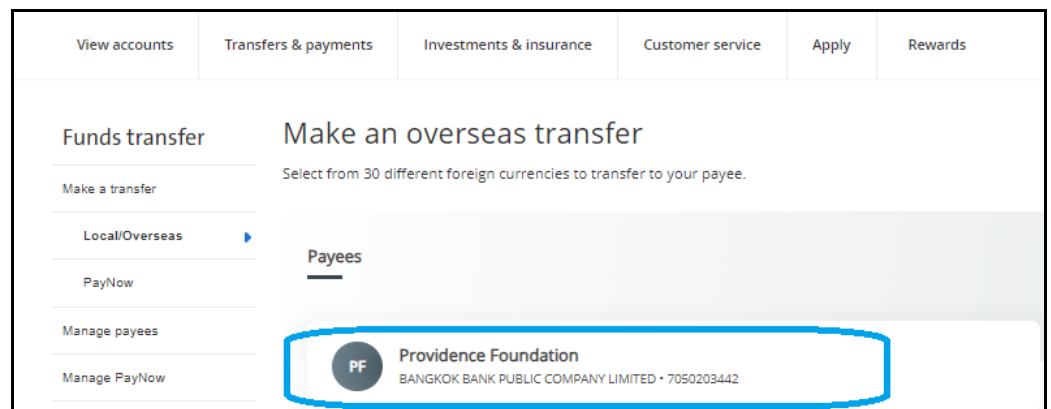 View accounts
Transfers & payments
Investments & insurance
Customer service
Apply
Rewards
Funds transfer
Make a transfer
Local/Overseas
PayNow
Manage payees
Manage PayNow
Make an overseas transfer
Select from 30 different foreign currencies to transfer to your payee.
Payees
PF
Providence Foundation
BANGKOK BANK PUBLIC COMPANY LIMITED • 7050203442